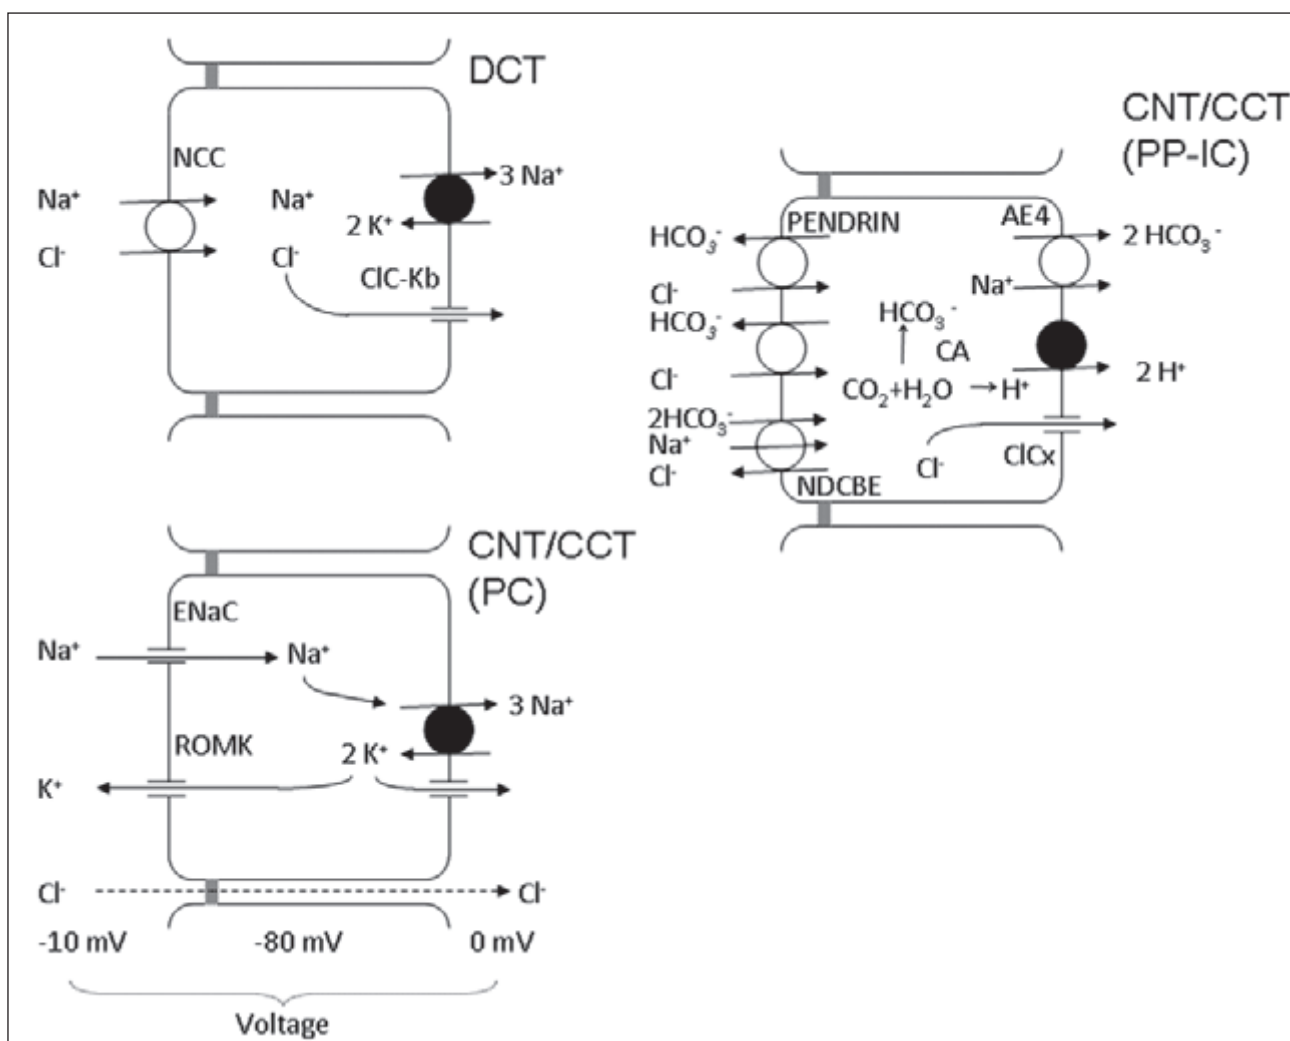 DCT
NCC
Na⁺
Cl⁻
Na⁺
Cl⁻
3 Na⁺
2 K⁺
ClC-Kb
CNT/CCT
(PP-IC)
PENDRIN
AE4
HCO₃⁻
Cl⁻
HCO₃⁻
Cl⁻
2HCO₃⁻
Na⁺
Cl⁻
NDCBE
2 HCO₃⁻
Na⁺
HCO₃⁻
CA
CO₂+H₂O
H⁺
2 H⁺
Cl⁻
ClCx
CNT/CCT
(PC)
ENaC
Na⁺
Na⁺
3 Na⁺
ROMK
2 K⁺
K⁺
Cl⁻
Cl⁻
-10 mV
-80 mV
0 mV
Voltage